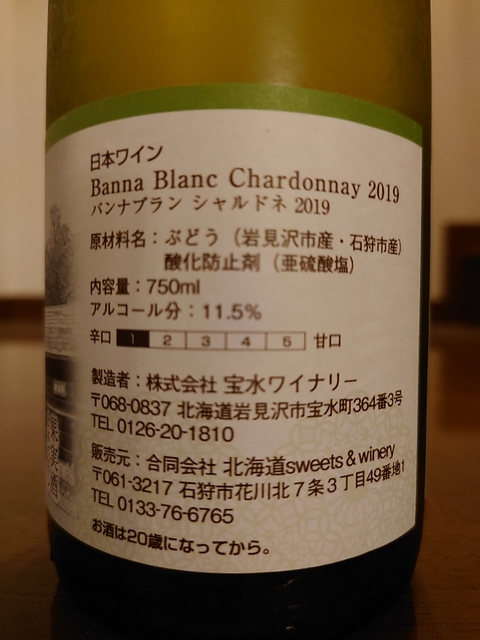 日本ワイン
Banna Blanc Chardonnay 2019
バンナブラン シャルドネ 2019
原材料名：ぶどう（岩見沢市産・石狩市産）
酸化防止剤（亜硫酸塩）
内容量：750ml
アルコール分：11.5%
辛口 1 2 3 4 5 甘口
製造者：株式会社 宝水ワイナリー
〒068-0837 北海道岩見沢市宝水町364番3号
TEL 0126-20-1810
販売元：合同会社 北海道sweets & winery
〒061-3217 石狩市花川北7条3丁目49番地1
TEL 0133-76-6765
お酒は20歳になってから。
果実酒